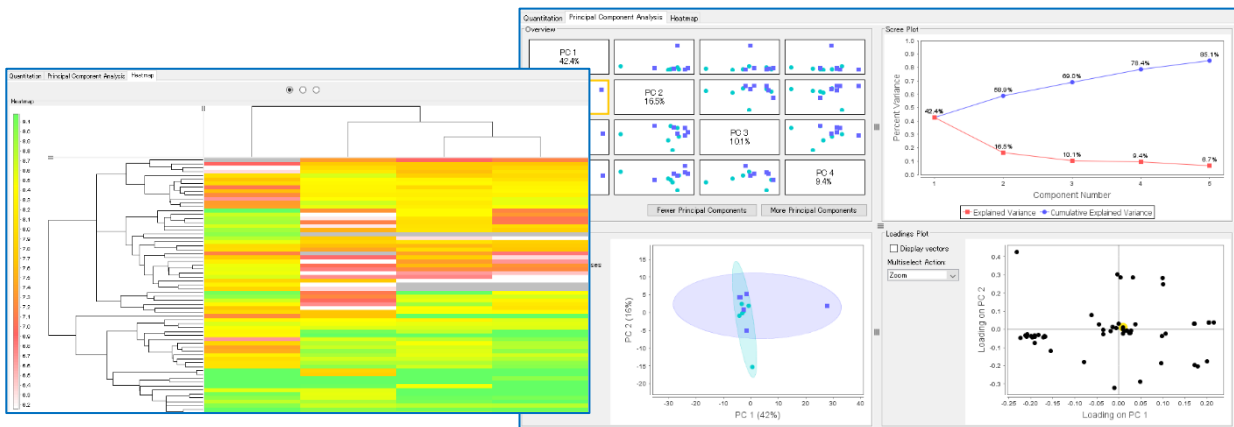 Quantitation Principal Component Analysis Heatmap
Heatmap
9.1
9.0
8.9
8.8
8.7
8.6
8.5
8.4
8.3
8.2
8.1
8.0
7.9
7.8
7.7
7.6
7.5
7.4
7.3
7.2
7.1
7.0
6.9
6.8
6.7
6.6
6.5
6.4
6.3
6.2
Quantitation Principal Component Analysis Heatmap
Overview
PC 1
42.4%
PC 2
16.5%
PC 3
10.1%
PC 4
9.4%
Fewer Principal Components More Principal Components
Scree Plot
Percent Variance
1.0
0.9
0.8
0.7
0.6
0.5
0.4
0.3
0.2
0.1
0.0
42.4% 58.9% 69.0% 78.4% 85.1%
16.5% 10.1% 9.4% 6.7%
1 2 3 4 5
Component Number
Explained Variance Cumulative Explained Variance
PC 2 (16%)
15
10
5
0
-5
-10
-15
-20
-30 -20 -10 0 10 20 30 40
PC 1 (42%)
Loadings Plot
Display vectors
Multiselect Action:
Zoom
Loading on PC 2
0.4
0.3
0.2
0.1
0.0
-0.1
-0.2
-0.3
-0.25 -0.20 -0.15 -0.10 -0.05 0.00 0.05 0.10 0.15 0.20
Loading on PC 1